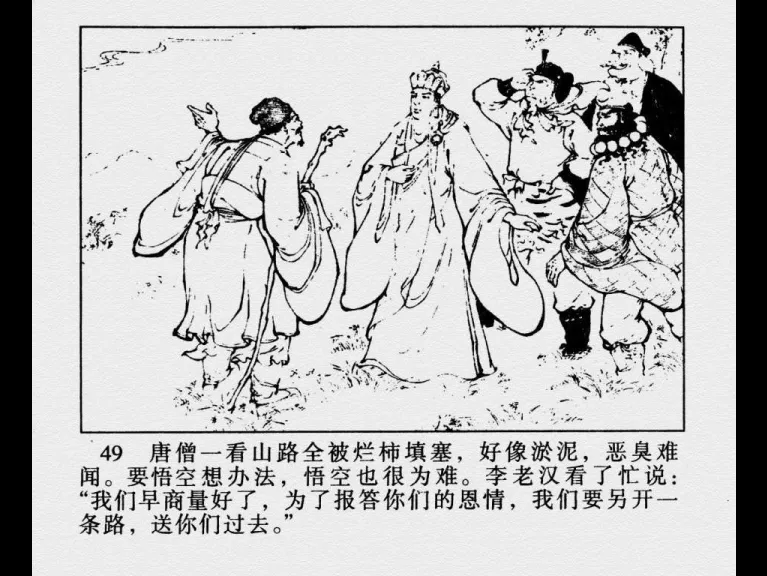 49 唐僧一看山路全被烂柿填塞，好像淤泥，恶臭难
闻。要悟空想办法，悟空也很为难。李老汉看了忙说：
“我们早商量好了，为了报答你们的恩情，我们要另开一
条路，送你们过去。”